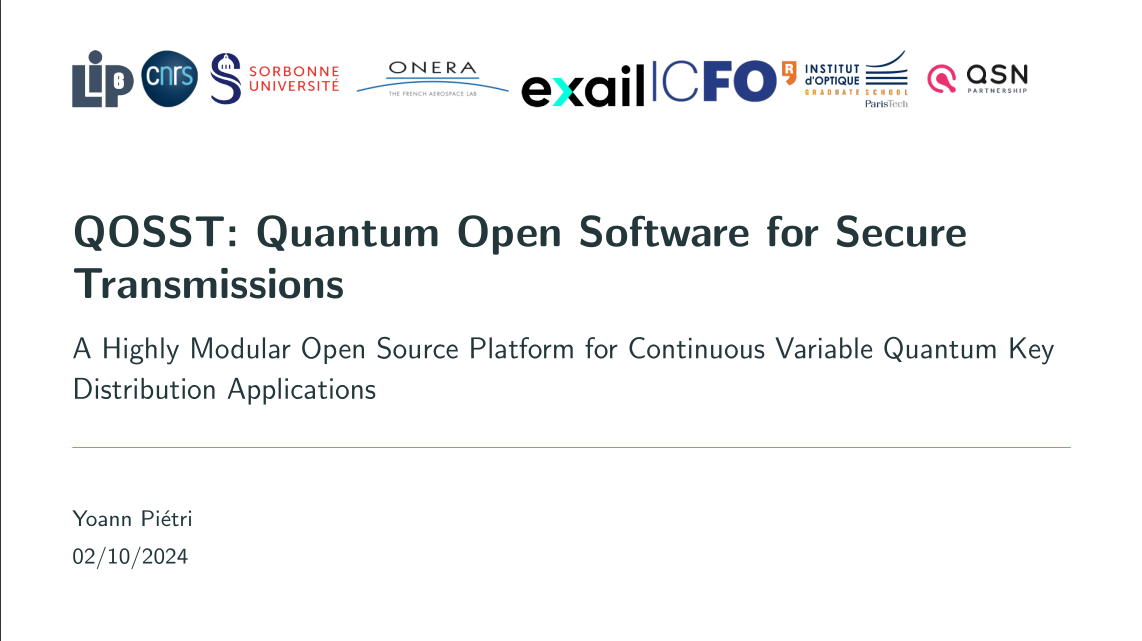 LIP6
cnrs
SORBONNE
UNIVERSITÉ
ONERA
THE FRENCH AEROSPACE LAB
exail
ICFO
R
INSTITUT
d'OPTIQUE
GRADUATE SCHOOL
ParisTech
QSN
PARTNERSHIP
QOSST: Quantum Open Software for Secure
Transmissions
A Highly Modular Open Source Platform for Continuous Variable Quantum Key
Distribution Applications
Yoann Piétri
02/10/2024